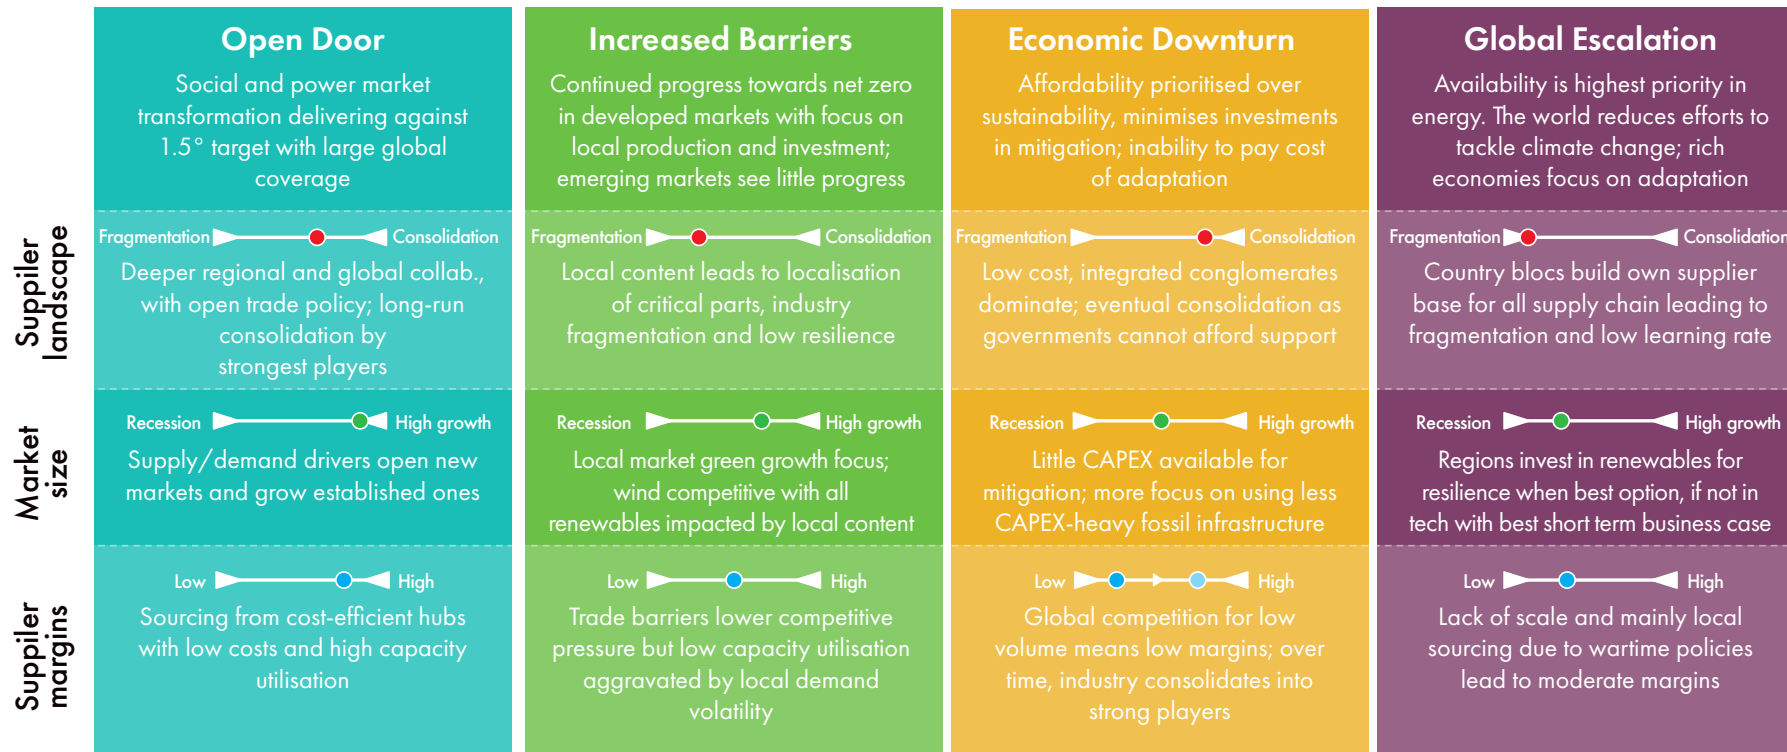 Open Door
Social and power market
transformation delivering against
1.5° target with large global
coverage
Increased Barriers
Continued progress towards net zero
in developed markets with focus on
local production and investment;
emerging markets see little progress
Economic Downturn
Affordability prioritised over
sustainability, minimises investments
in mitigation; inability to pay cost
of adaptation
Global Escalation
Availability is highest priority in
energy. The world reduces efforts to
tackle climate change; rich
economies focus on adaptation
Suppiler
landscape
Fragmentation Consolidation
Deeper regional and global collab.,
with open trade policy; long-run
consolidation by
strongest players
Fragmentation Consolidation
Local content leads to localisation
of critical parts, industry
fragmentation and low resilience
Fragmentation Consolidation
Low cost, integrated conglomerates
dominate; eventual consolidation as
governments cannot afford support
Fragmentation Consolidation
Country blocs build own supplier
base for all supply chain leading to
fragmentation and low learning rate
Market
size
Recession High growth
Supply/demand drivers open new
markets and grow established ones
Recession High growth
Local market green growth focus;
wind competitive with all
renewables impacted by local content
Recession High growth
Little CAPEX available for
mitigation; more focus on using less
CAPEX-heavy fossil infrastructure
Recession High growth
Regions invest in renewables for
resilience when best option, if not in
tech with best short term business case
Suppiler
margins
Low High
Sourcing from cost-efficient hubs
with low costs and high capacity
utilisation
Low High
Trade barriers lower competitive
pressure but low capacity utilisation
aggravated by local demand
volatility
Low High
Global competition for low
volume means low margins; over
time, industry consolidates into
strong players
Low High
Lack of scale and mainly local
sourcing due to wartime policies
lead to moderate margins